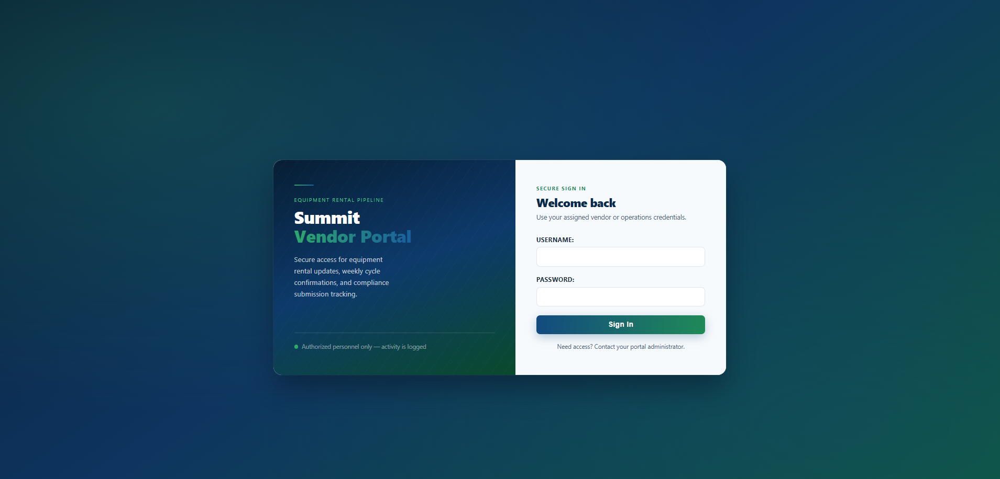 EQUIPMENT RENTAL PIPELINE
Summit
Vendor Portal
Secure access for equipment
rental updates, weekly cycle
confirmations, and compliance
submission tracking.
Authorized personnel only — activity is logged
SECURE SIGN IN
Welcome back
Use your assigned vendor or operations credentials.
USERNAME:
PASSWORD:
Sign In
Need access? Contact your portal administrator.